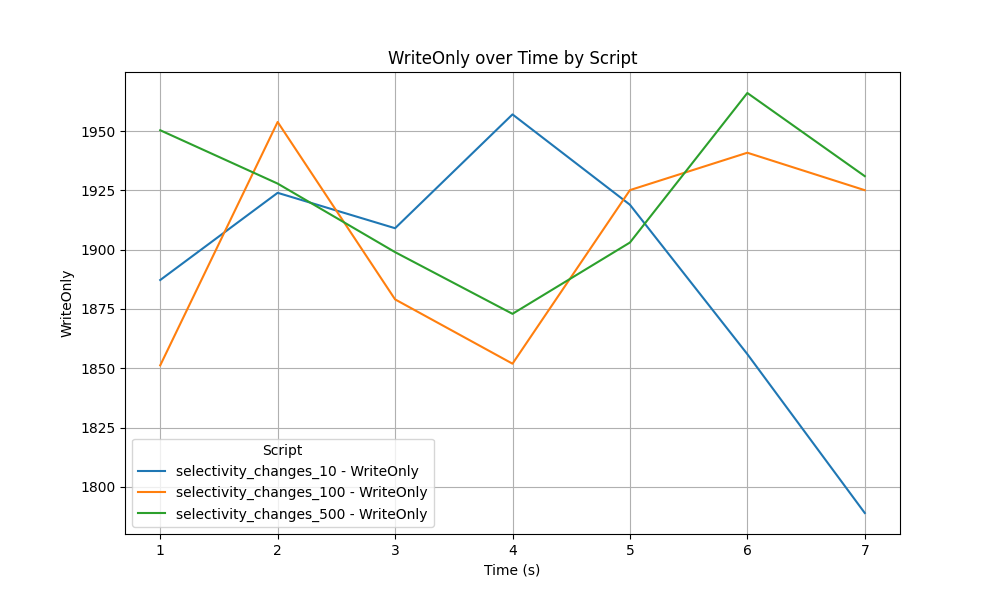 WriteOnly over Time by Script
WriteOnly
1950
1925
1900
1875
1850
1825
1800
Script
selectivity_changes_10 - WriteOnly
selectivity_changes_100 - WriteOnly
selectivity_changes_500 - WriteOnly
1 2 3 4 5 6 7
Time (s)